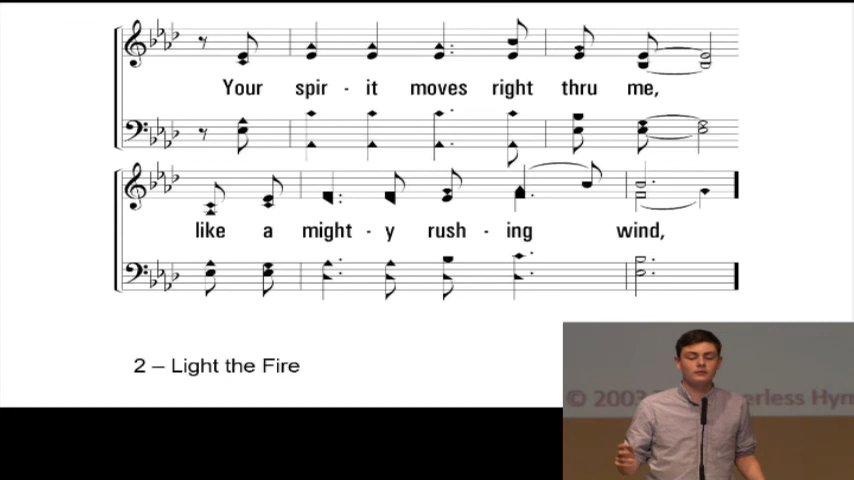 Your spir - it moves right thru me,
like a might - y rush - ing wind,
2 – Light the Fire
© 2003